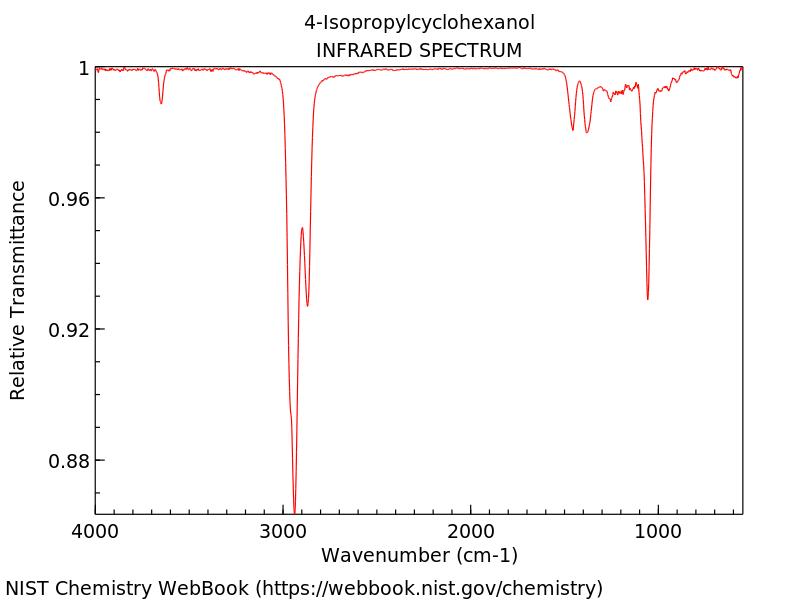 4-Isopropylcyclohexanol
INFRARED SPECTRUM
1
0.96
0.92
0.88
Relative Transmittance
4000 3000 2000 1000
Wavenumber (cm-1)
NIST Chemistry WebBook (https://webbook.nist.gov/chemistry)